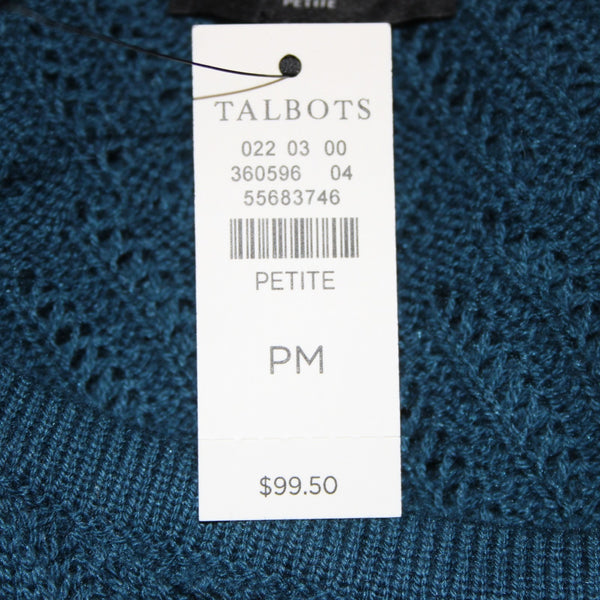 PETITE
TALBOTS
022 03 00
360596 04
55683746
PETITE
PM
$99.50